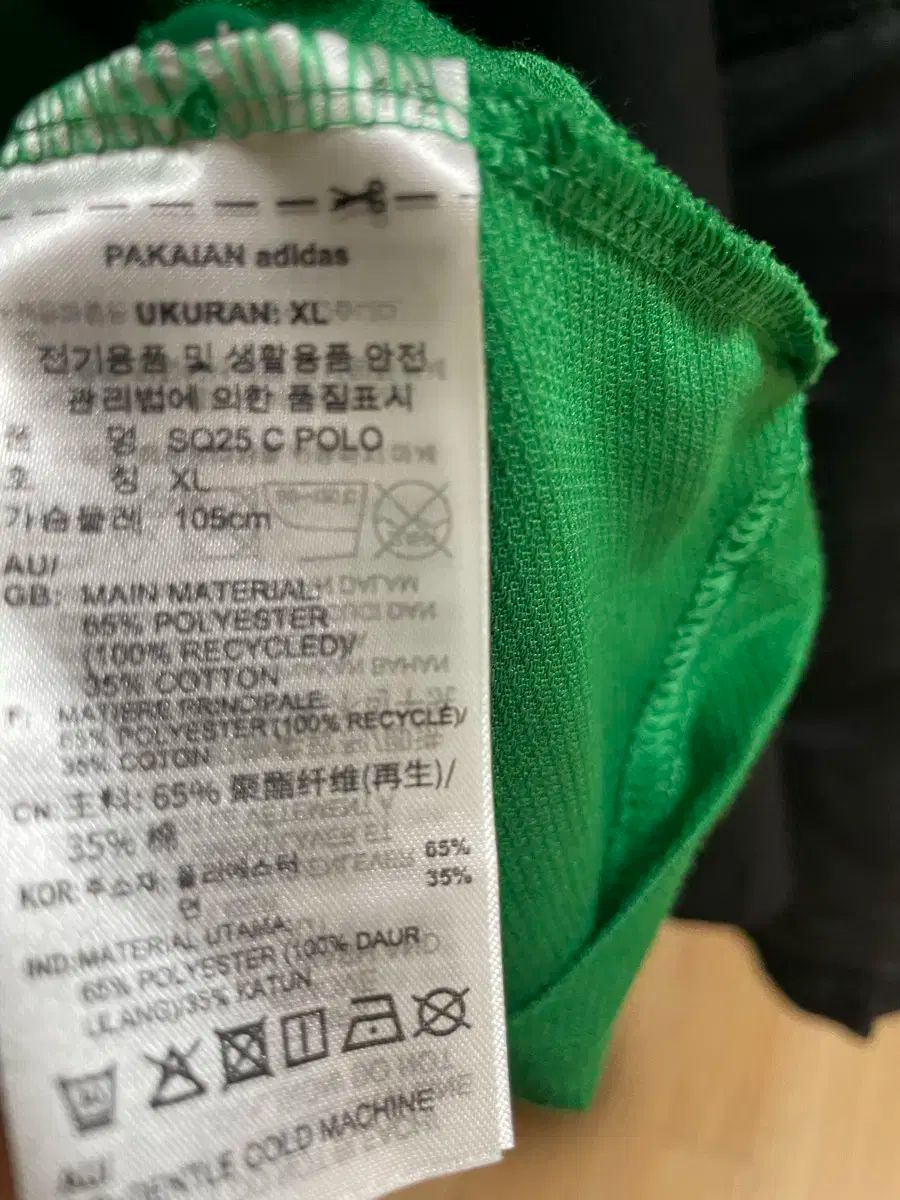 PAKAIAN adidas
UKURAN: XL
전기용품 및 생활용품 안전
관리법에 의한 품질표시
명 SQ25 C POLO
호 칭 XL
가슴둘레 105cm
AU/
GB: MAIN MATERIAL:
65% POLYESTER
(100% RECYCLED)/
35% COTTON
F: MATIERE PRINCIPALE:
65% POLYESTER (100% RECYCLÉ)/
35% COTON
CN: 主料: 65% 聚酯纤维(再生)/
35% 棉
KOR: 주소재: 폴리에스터 65%
면 35%
IND: MATERIAL UTAMA:
65% POLYESTER (100% DAUR
ULANG)/35% KATUN
AU/
GENTLE COLD MACHINE